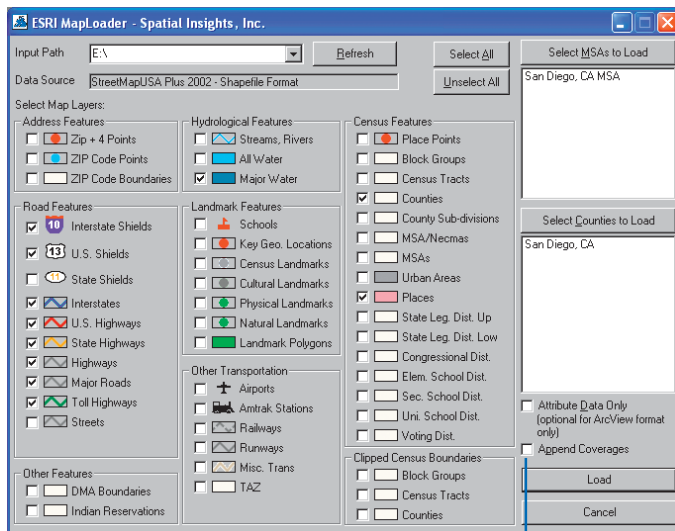 ESRI MapLoader - Spatial Insights, Inc.
Input Path
E:\
Refresh
Select All
Select MSAs to Load
Data Source
StreetMapUSA Plus 2002 - Shapefile Format
Unselect All
San Diego, CA MSA
Select Map Layers:
Address Features
Zip + 4 Points
ZIP Code Points
ZIP Code Boundaries
Road Features
10
Interstate Shields
13
U.S. Shields
11
State Shields
Interstates
U.S. Highways
State Highways
Highways
Major Roads
Toll Highways
Streets
Other Features
DMA Boundaries
Indian Reservations
Hydrological Features
Streams, Rivers
All Water
Major Water
Landmark Features
Schools
Key Geo. Locations
Census Landmarks
Cultural Landmarks
Physical Landmarks
Natural Landmarks
Landmark Polygons
Other Transportation
Airports
Amtrak Stations
Railways
Runways
Misc. Trans
TAZ
Census Features
Place Points
Block Groups
Census Tracts
Counties
County Sub-divisions
MSA/Necmas
MSAs
Urban Areas
Places
State Leg. Dist. Up
State Leg. Dist. Low
Congressional Dist.
Elem. School Dist.
Sec. School Dist.
Uni. School Dist.
Voting Dist.
Clipped Census Boundaries
Block Groups
Census Tracts
Counties
Select Counties to Load
San Diego, CA
Attribute Data Only
(optional for ArcView format
only)
Append Coverages
Load
Cancel